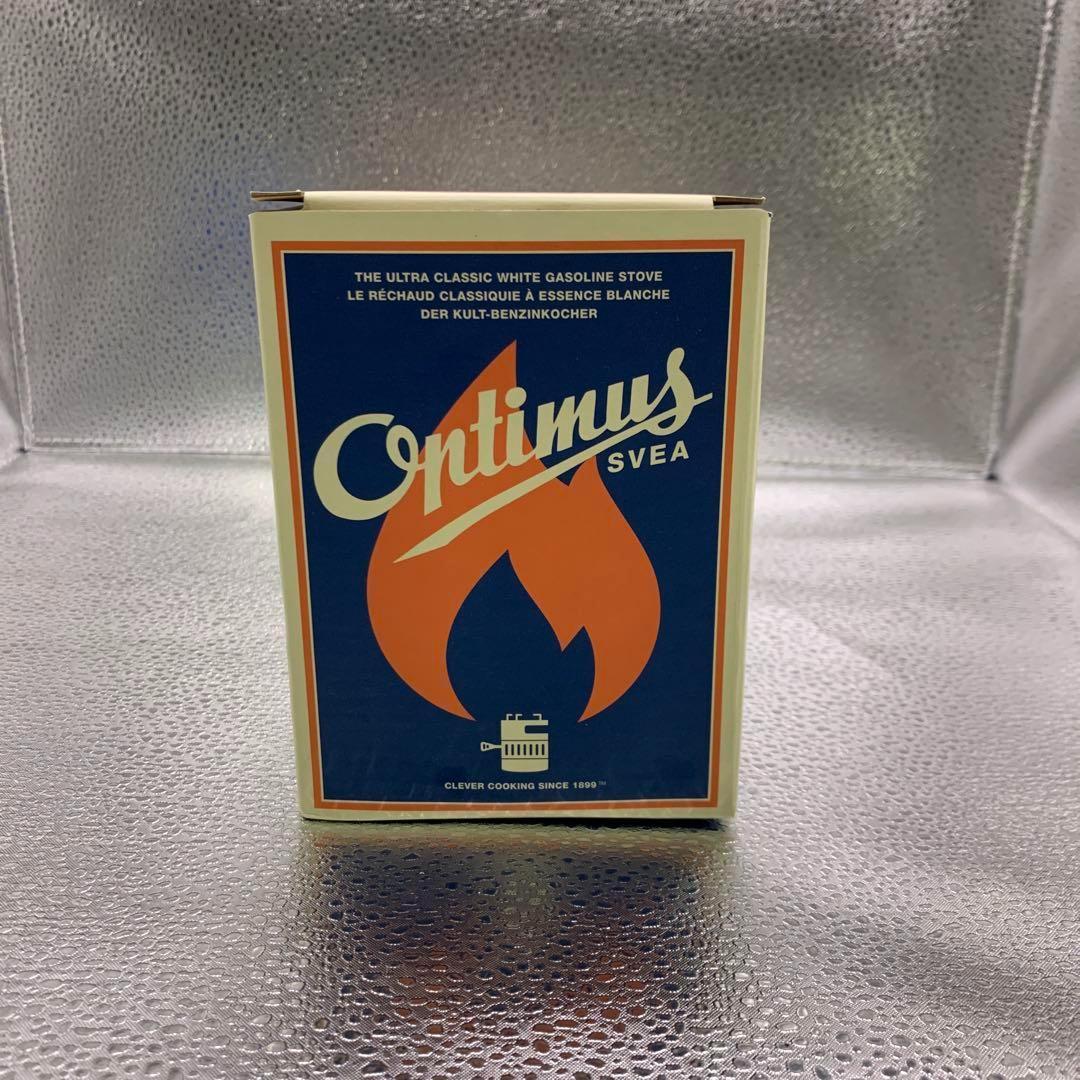 THE ULTRA CLASSIC WHITE GASOLINE STOVE
LE RÉCHAUD CLASSIQUIE À ESSENCE BLANCHE
DER KULT-BENZINKOCHER
Optimus
SVEA
CLEVER COOKING SINCE 1899™